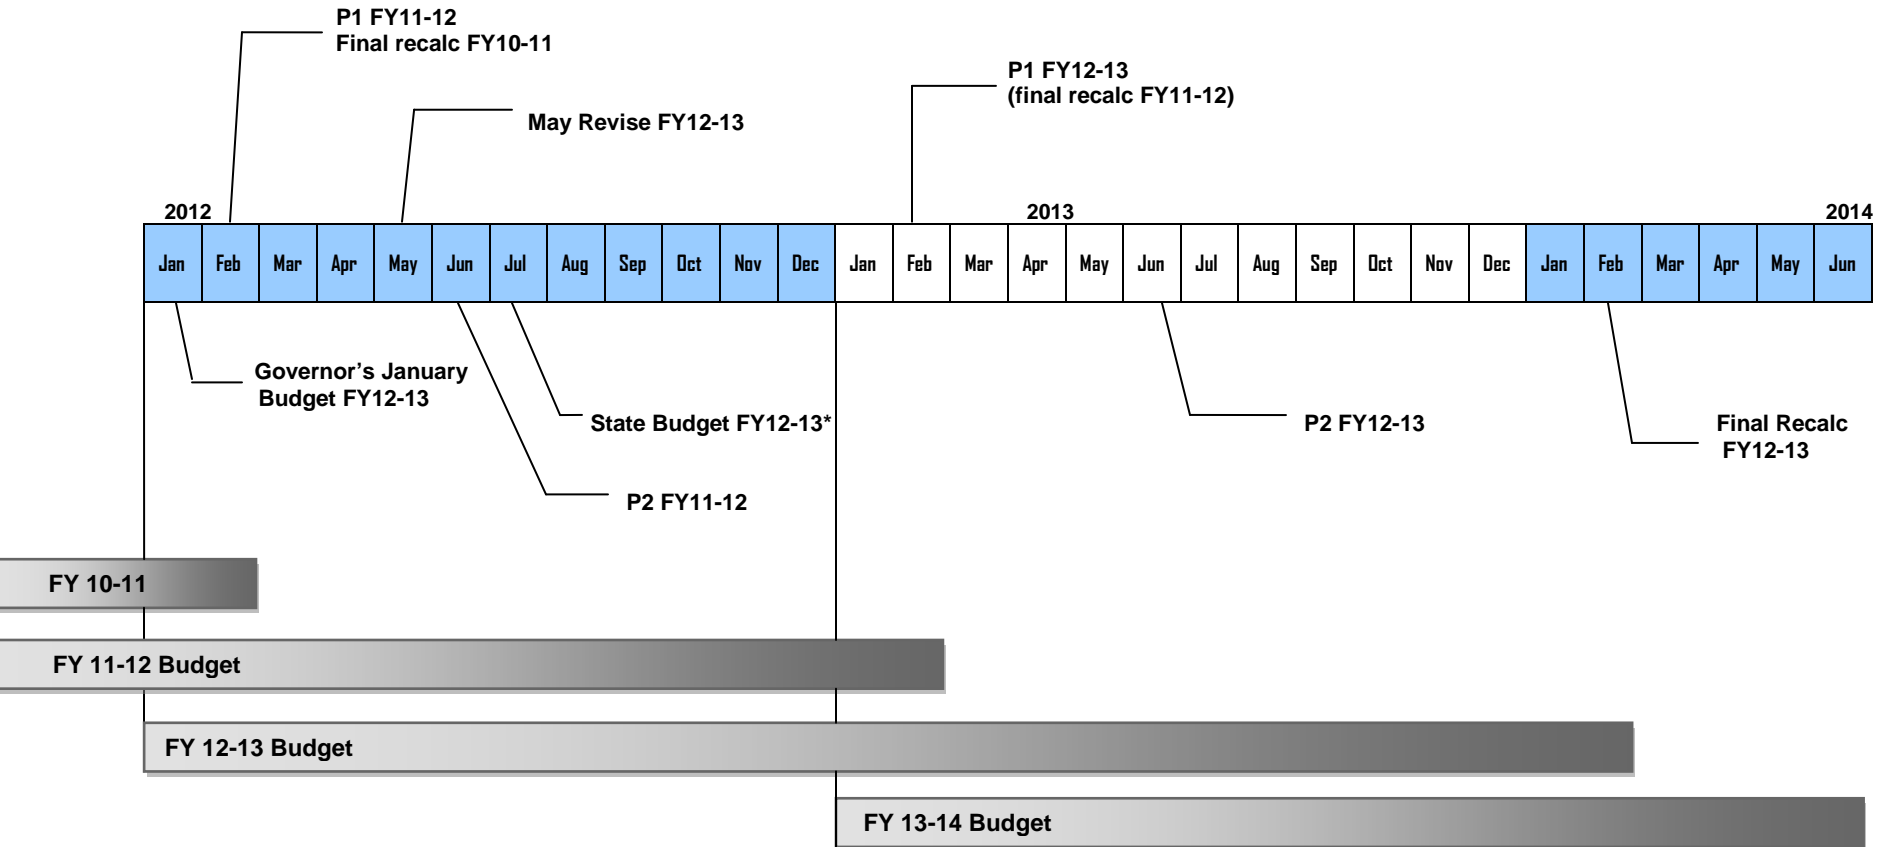 P1 FY11-12
Final recalc FY10-11
P1 FY12-13
(final recalc FY11-12)
May Revise FY12-13
2012 2013 2014
Jan Feb Mar Apr May Jun Jul Aug Sep Oct Nov Dec Jan Feb Mar Apr May Jun Jul Aug Sep Oct Nov Dec Jan Feb Mar Apr May Jun
Governor’s January
Budget FY12-13
State Budget FY12-13*
P2 FY12-13
Final Recalc
FY12-13
P2 FY11-12
FY 10-11
FY 11-12 Budget
FY 12-13 Budget
FY 13-14 Budget